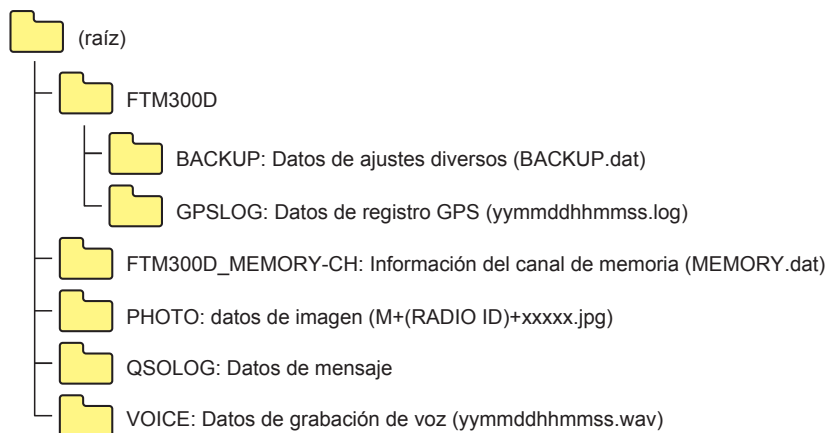 (raíz)
FTM300D
BACKUP: Datos de ajustes diversos (BACKUP.dat)
GPSLOG: Datos de registro GPS (yymmddhhmmss.log)
FTM300D_MEMORY-CH: Información del canal de memoria (MEMORY.dat)
PHOTO: datos de imagen (M+(RADIO ID)+xxxxx.jpg)
QSOLOG: Datos de mensaje
VOICE: Datos de grabación de voz (yymmddhhmmss.wav)